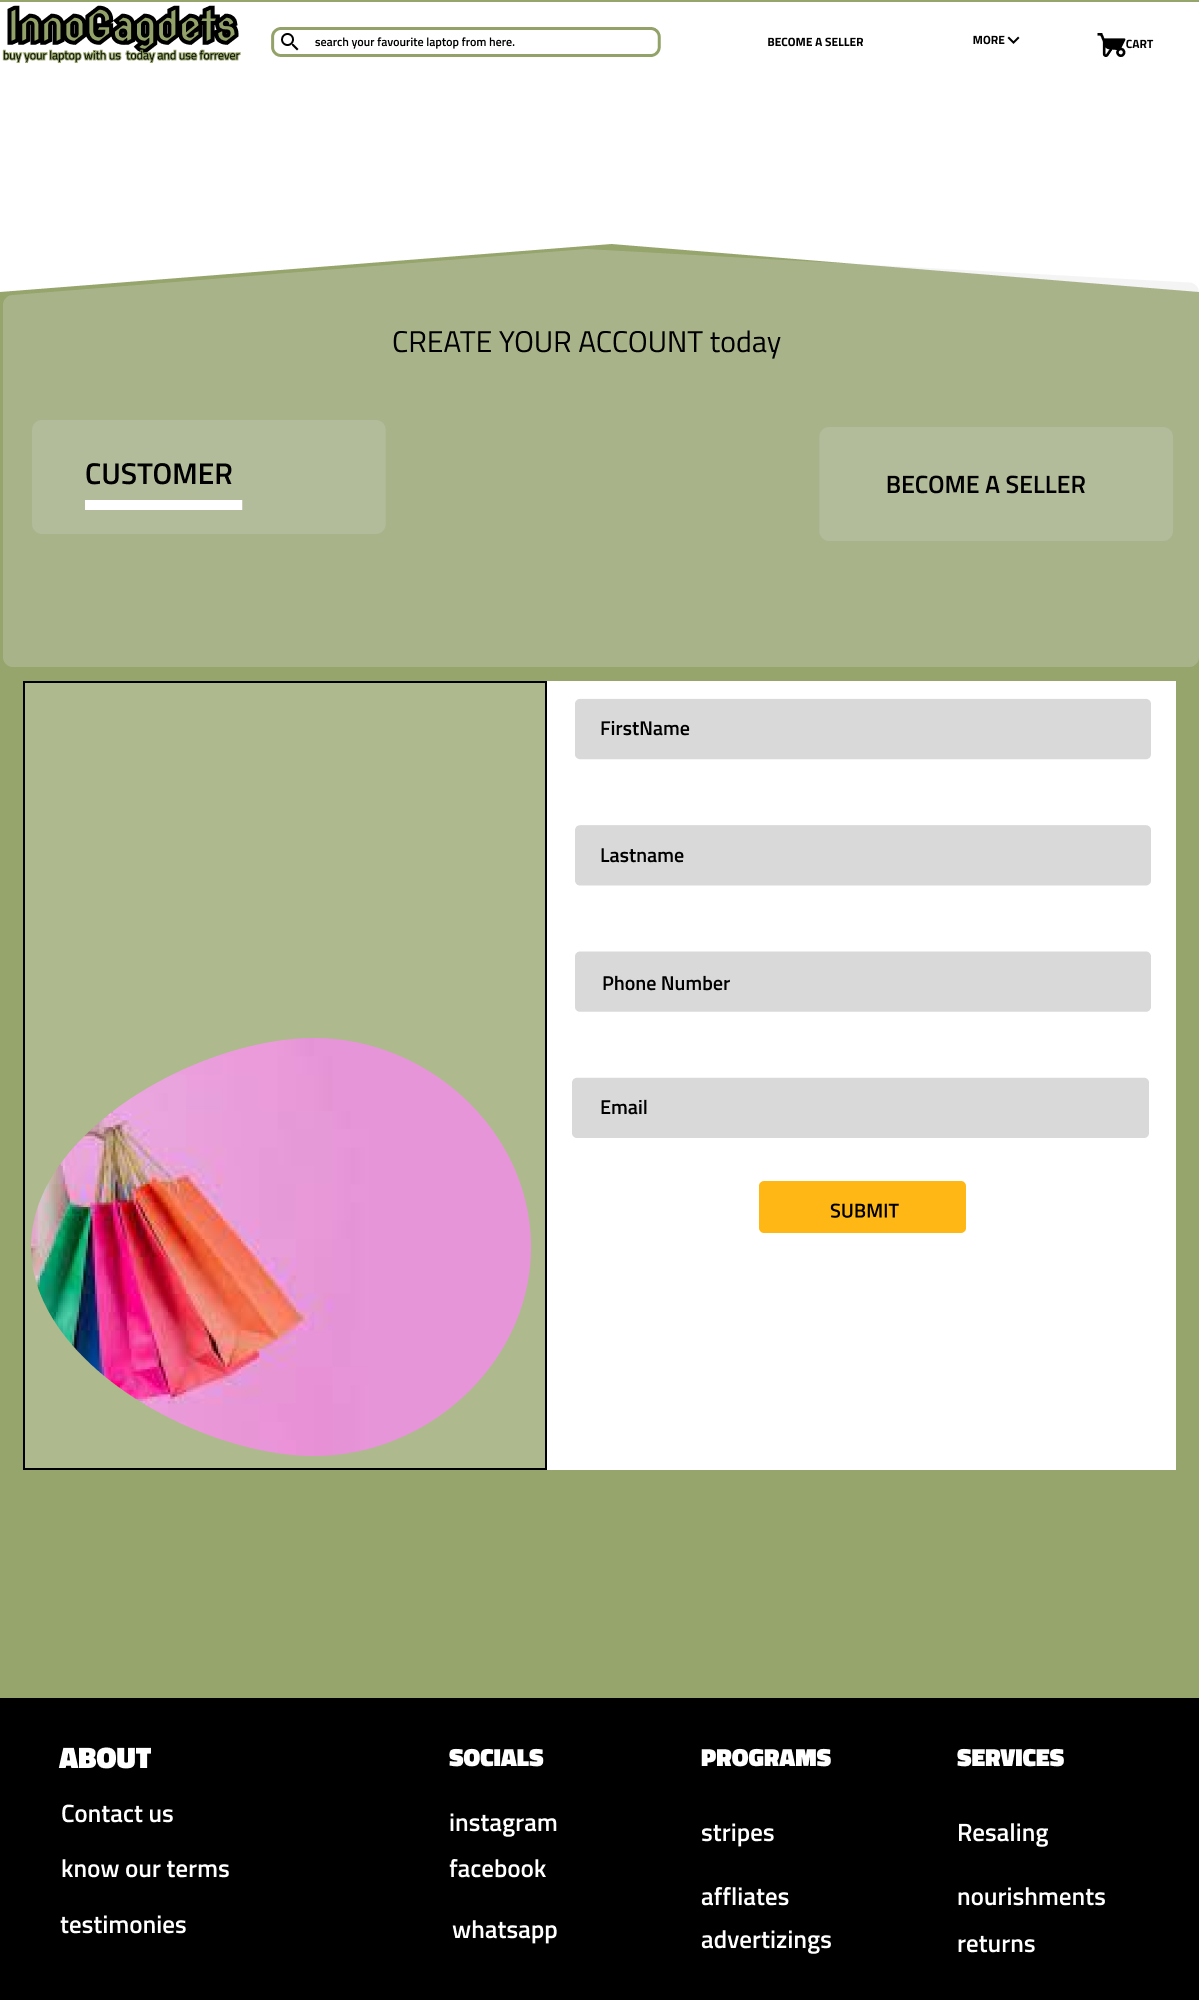 InnoGagdets
buy your laptop with us today and use forrever
search your favourite laptop from here.
BECOME A SELLER
MORE
CART
CREATE YOUR ACCOUNT today
CUSTOMER
BECOME A SELLER
FirstName
Lastname
Phone Number
Email
SUBMIT
ABOUT
Contact us
know our terms
testimonies
SOCIALS
instagram
facebook
whatsapp
PROGRAMS
stripes
affliates
advertizings
SERVICES
Resaling
nourishments
returns